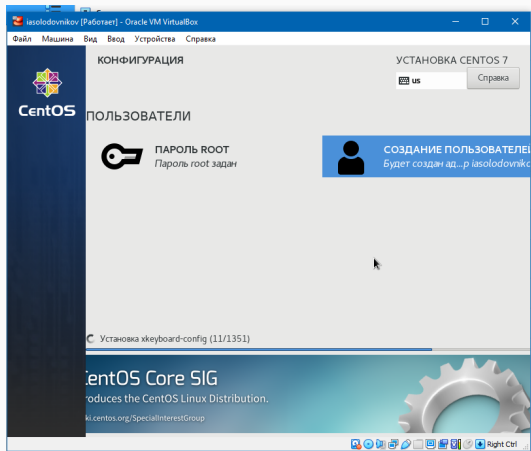 iasolodovnikov [Работает] - Oracle VM VirtualBox
Файл Машина Вид Ввод Устройства Справка
КОНФИГУРАЦИЯ
УСТАНОВКА CENTOS 7
us
Справка
CentOS
ПОЛЬЗОВАТЕЛИ
ПАРОЛЬ ROOT
Пароль root задан
СОЗДАНИЕ ПОЛЬЗОВАТЕЛЕ
Будет создан ад...р iasolodovnikc
Установка xkeyboard-config (11/1351)
CentOS Core SIG
roduces the CentOS Linux Distribution.
ki.centos.org/SpecialInterestGroup
Right Ctrl